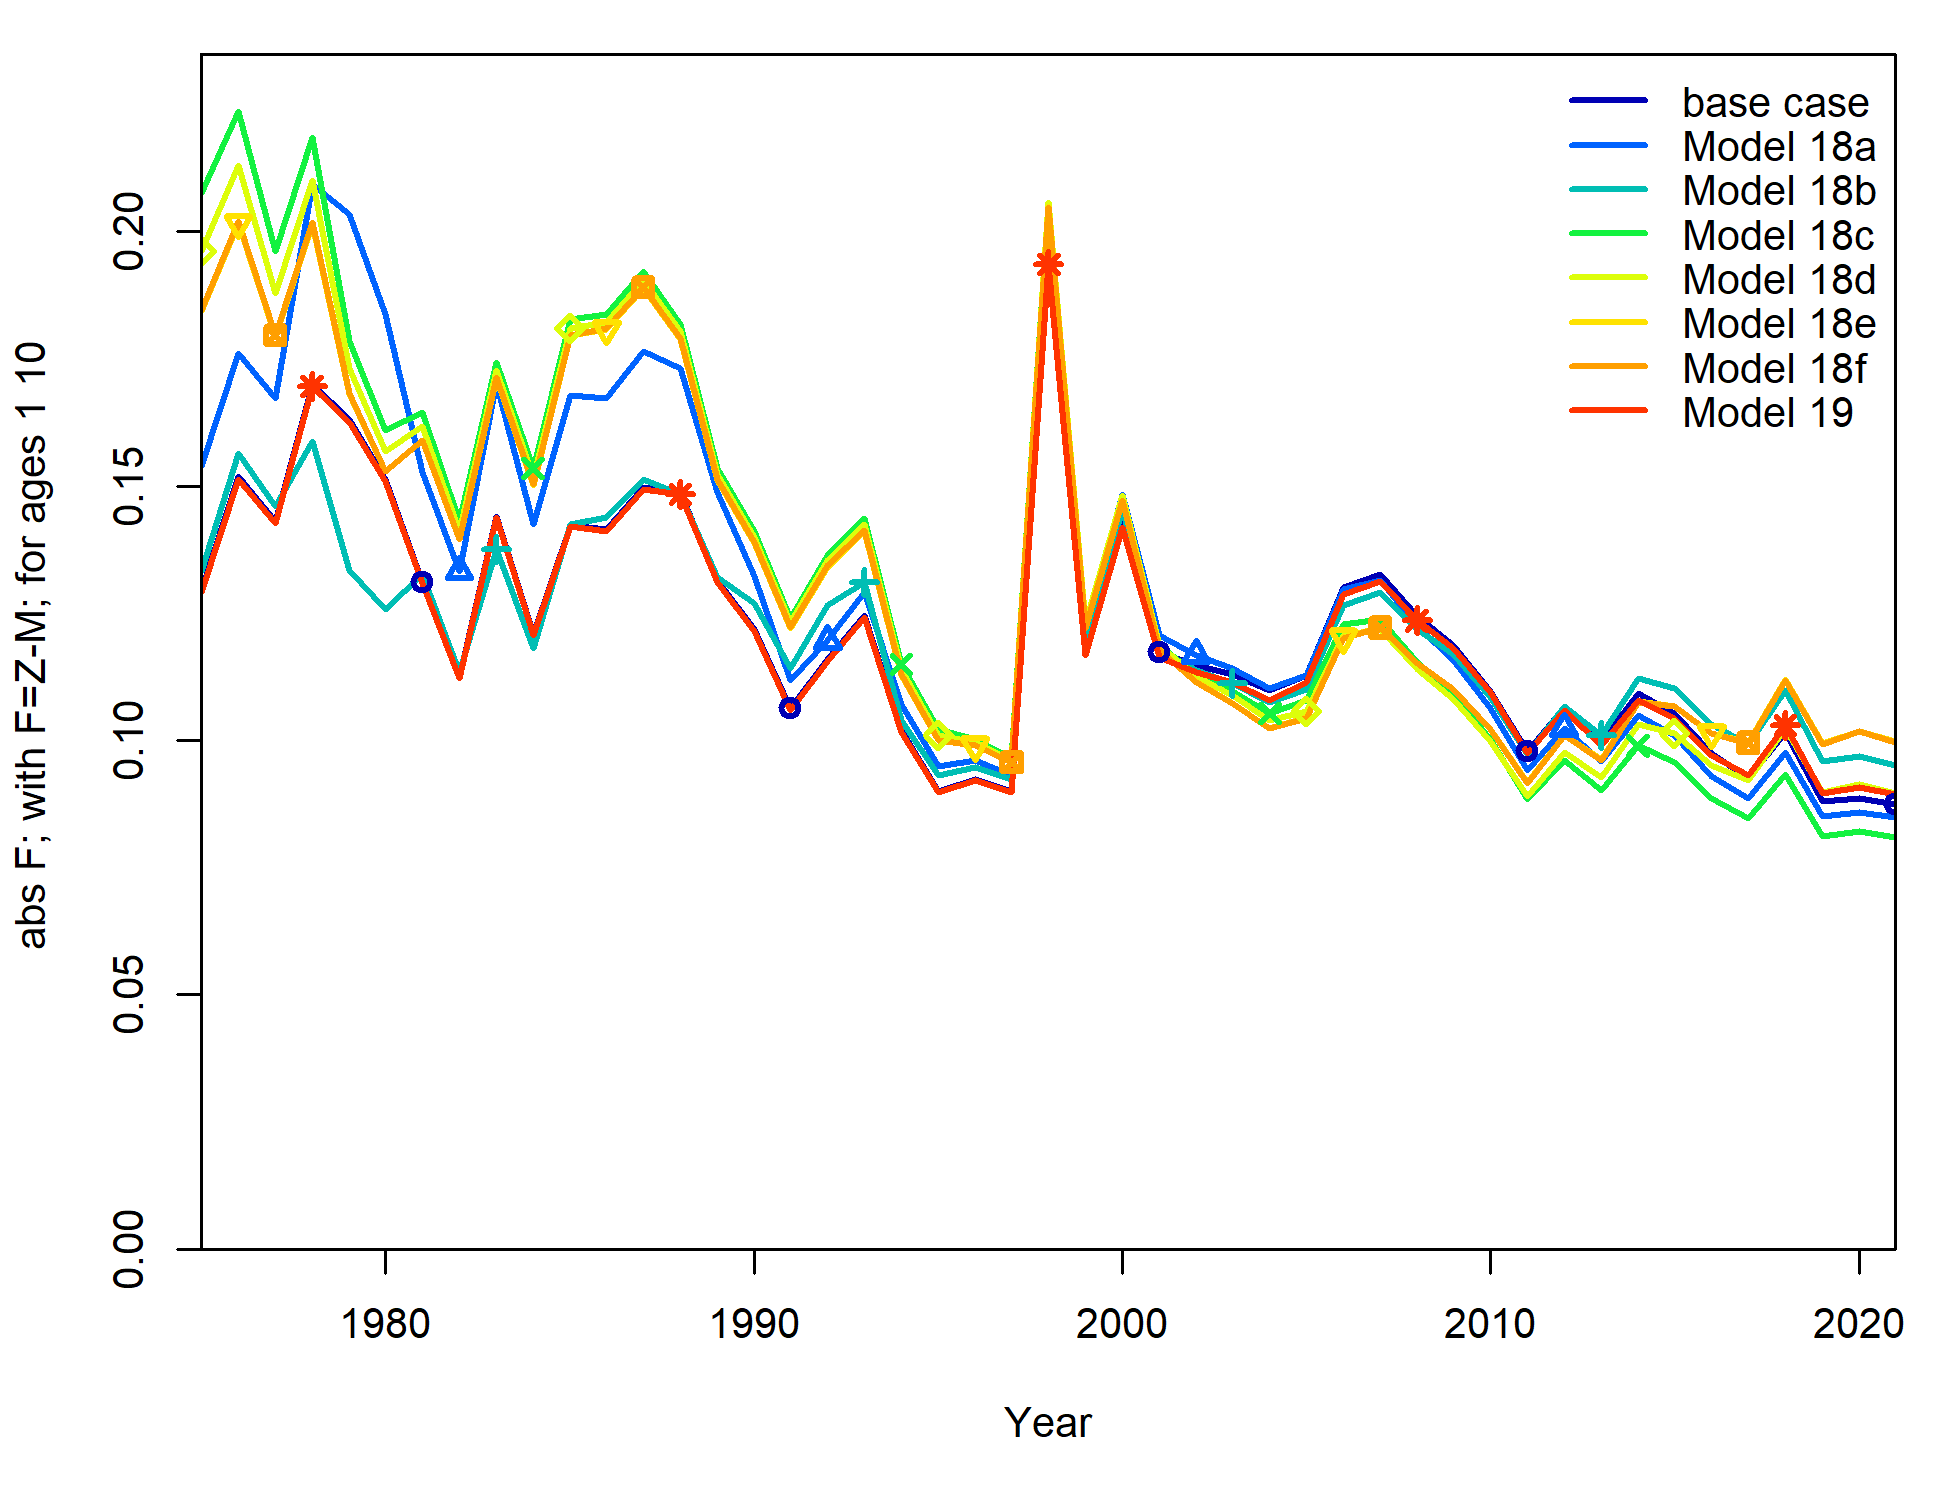 abs F; with F=Z-M; for ages 1 10
0.20
0.15
0.10
0.05
0.00
base case
Model 18a
Model 18b
Model 18c
Model 18d
Model 18e
Model 18f
Model 19
1980
1990
2000
2010
2020
Year